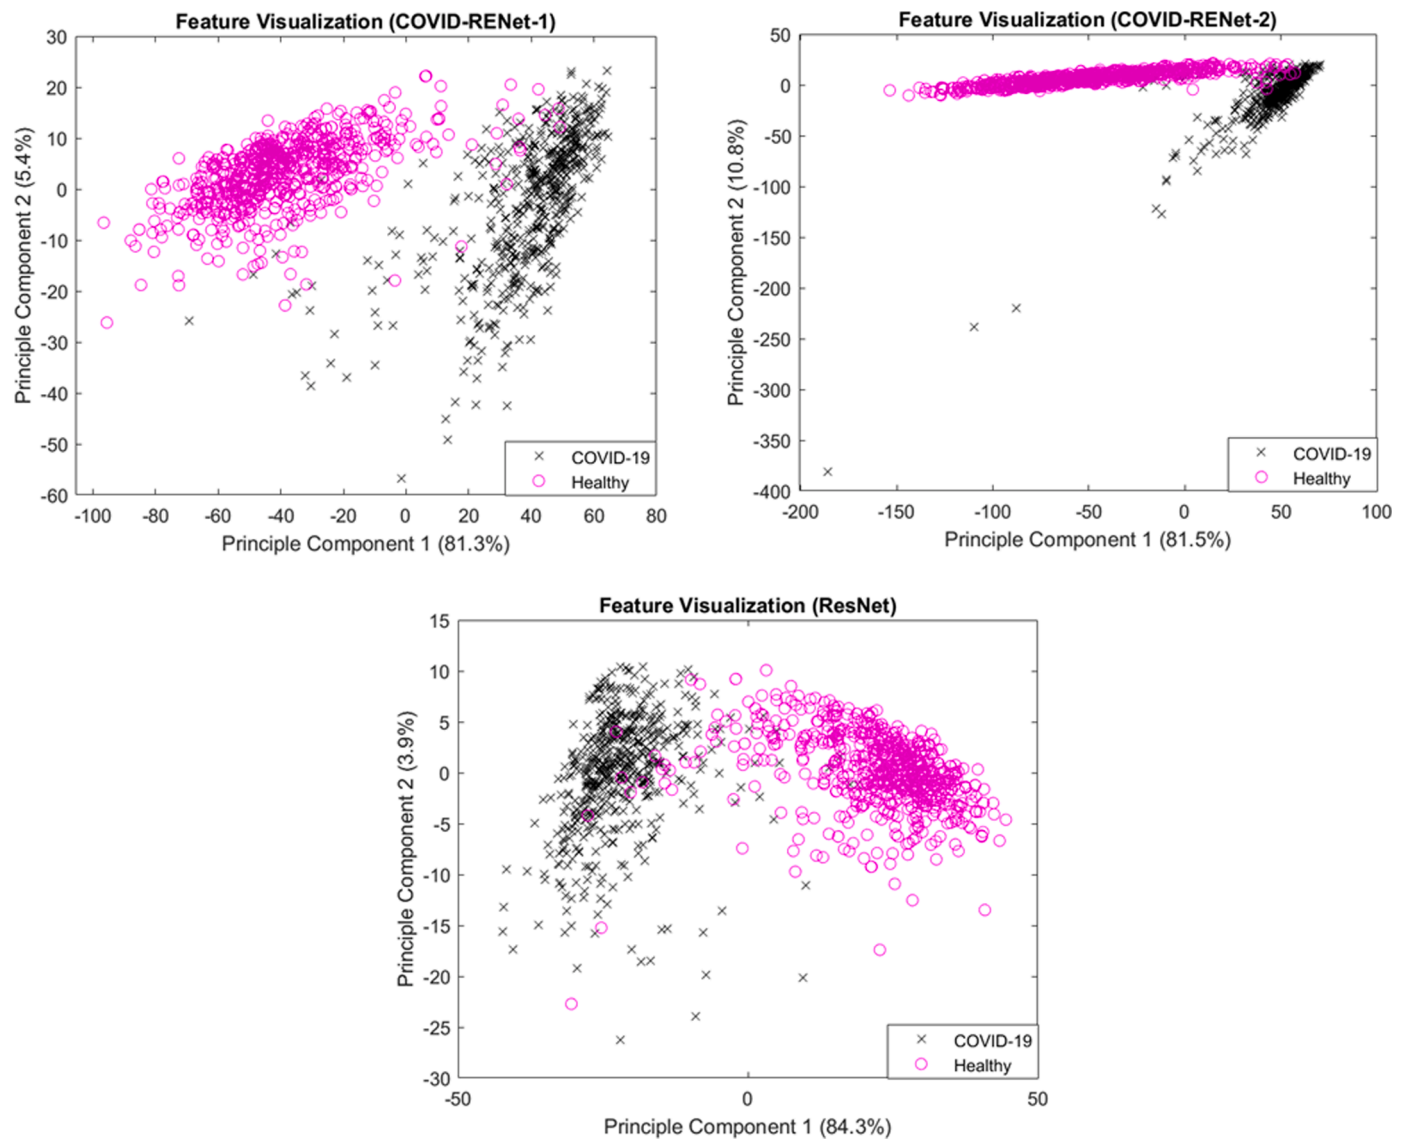 Feature Visualization (COVID-RENet-1)
30
20
10
0
-10
-20
-30
-40
-50
-60
Principle Component 2 (5.4%)
-100 -80 -60 -40 -20 0 20 40 60 80
Principle Component 1 (81.3%)
COVID-19
Healthy
Feature Visualization (COVID-RENet-2)
50
0
-50
-100
-150
-200
-250
-300
-350
-400
Principle Component 2 (10.8%)
-200 -150 -100 -50 0 50 100
Principle Component 1 (81.5%)
COVID-19
Healthy
Feature Visualization (ResNet)
15
10
5
0
-5
-10
-15
-20
-25
-30
Principle Component 2 (3.9%)
-50 0 50
Principle Component 1 (84.3%)
COVID-19
Healthy